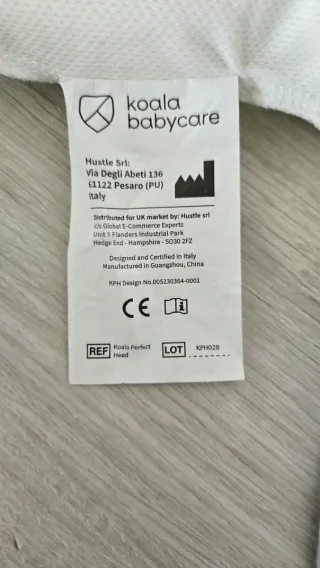 koala
babycare
Hustle Srl:
Via Degli Abeti 136
61122 Pesaro (PU)
Italy
Distributed for UK market by: Hustle srl
c/o Global E-Commerce Experts
Unit 5 Flanders Industrial Park
Hedge End - Hampshire - SO30 2FZ
Designed and Certified in Italy
Manufactured in Guangzhou, China
KPH Design No.005230364-0001
CE
REF Koala Perfect
Head
LOT KPH028